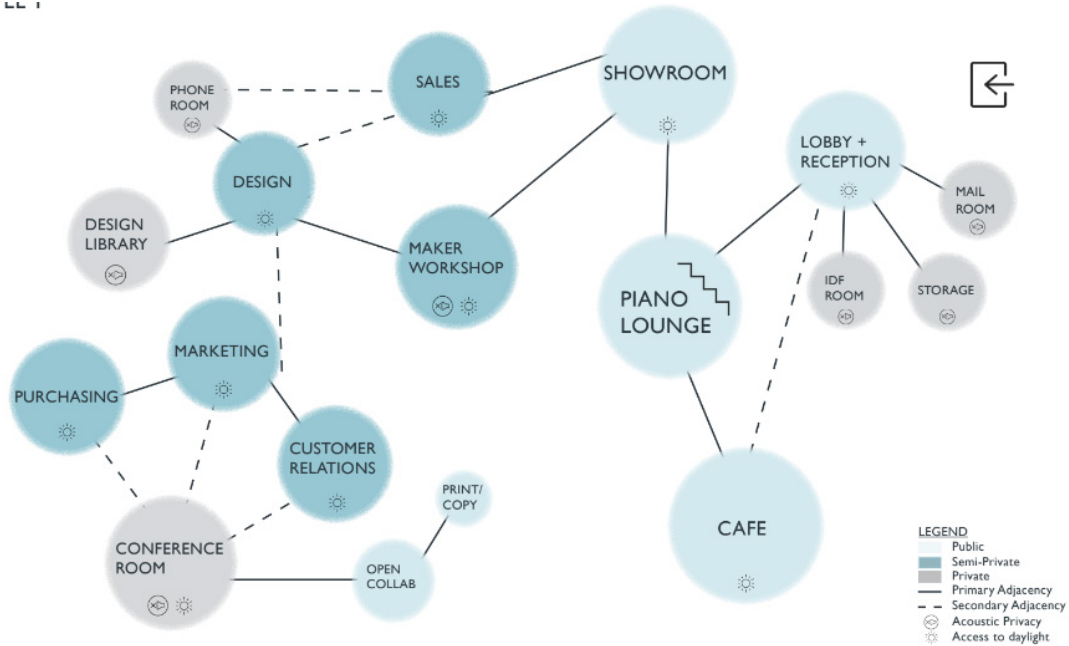 SALES
SHOWROOM
PHONE
ROOM
LOBBY +
RECEPTION
DESIGN
MAIL
ROOM
DESIGN
LIBRARY
MAKER
WORKSHOP
IDF
ROOM
STORAGE
PIANO
LOUNGE
MARKETING
PURCHASING
CUSTOMER
RELATIONS
PRINT/
COPY
CAFE
CONFERENCE
ROOM
OPEN
COLLAB
LEGEND
Public
Semi-Private
Private
Primary Adjacency
Secondary Adjacency
Acoustic Privacy
Access to daylight